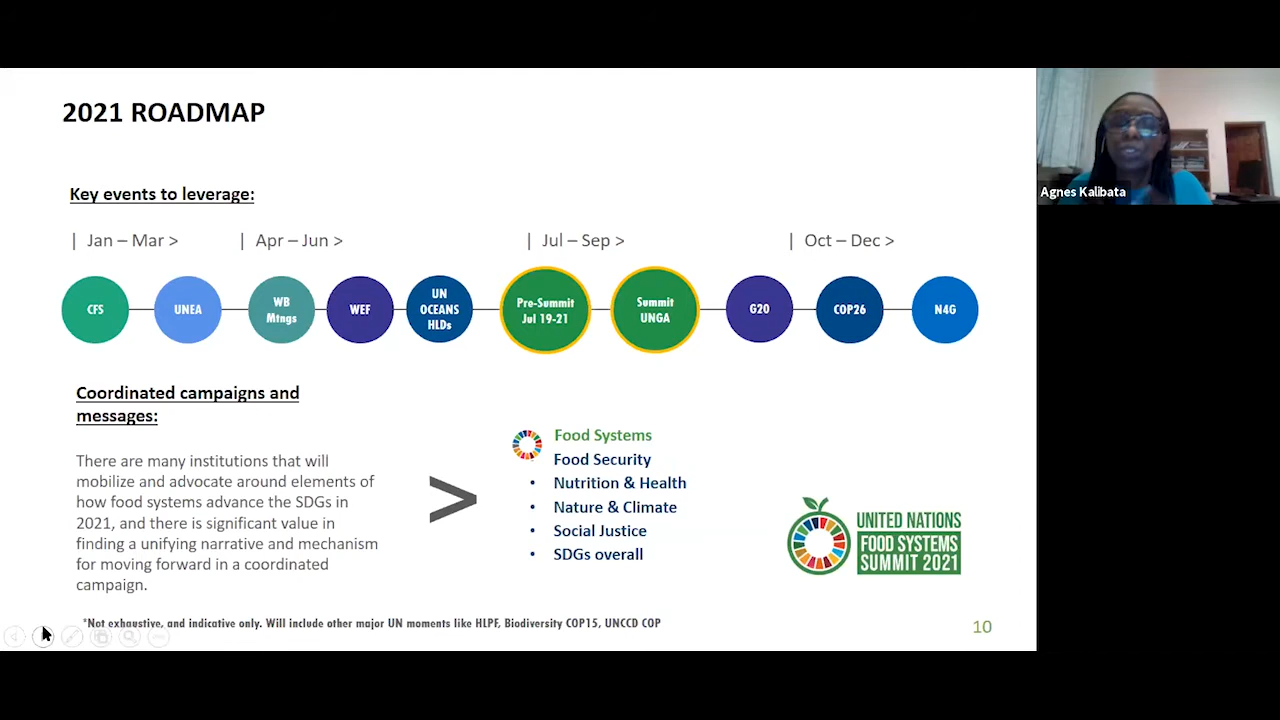 2021 ROADMAP
Agnes Kalibata
Key events to leverage:
| Jan – Mar >
| Apr – Jun >
| Jul – Sep >
| Oct – Dec >
CFS
UNEA
WB
Mtngs
WEF
UN
OCEANS
HLDs
Pre-Summit
Jul 19-21
Summit
UNGA
G20
COP26
N4G
Coordinated campaigns and
messages:
There are many institutions that will
mobilize and advocate around elements of
how food systems advance the SDGs in
2021, and there is significant value in
finding a unifying narrative and mechanism
for moving forward in a coordinated
campaign.
>
Food Systems
Food Security
• Nutrition & Health
• Nature & Climate
• Social Justice
• SDGs overall
UNITED NATIONS
FOOD SYSTEMS
SUMMIT 2021
*Not exhaustive, and indicative only. Will include other major UN moments like HLPF, Biodiversity COP15, UNCCD COP
10